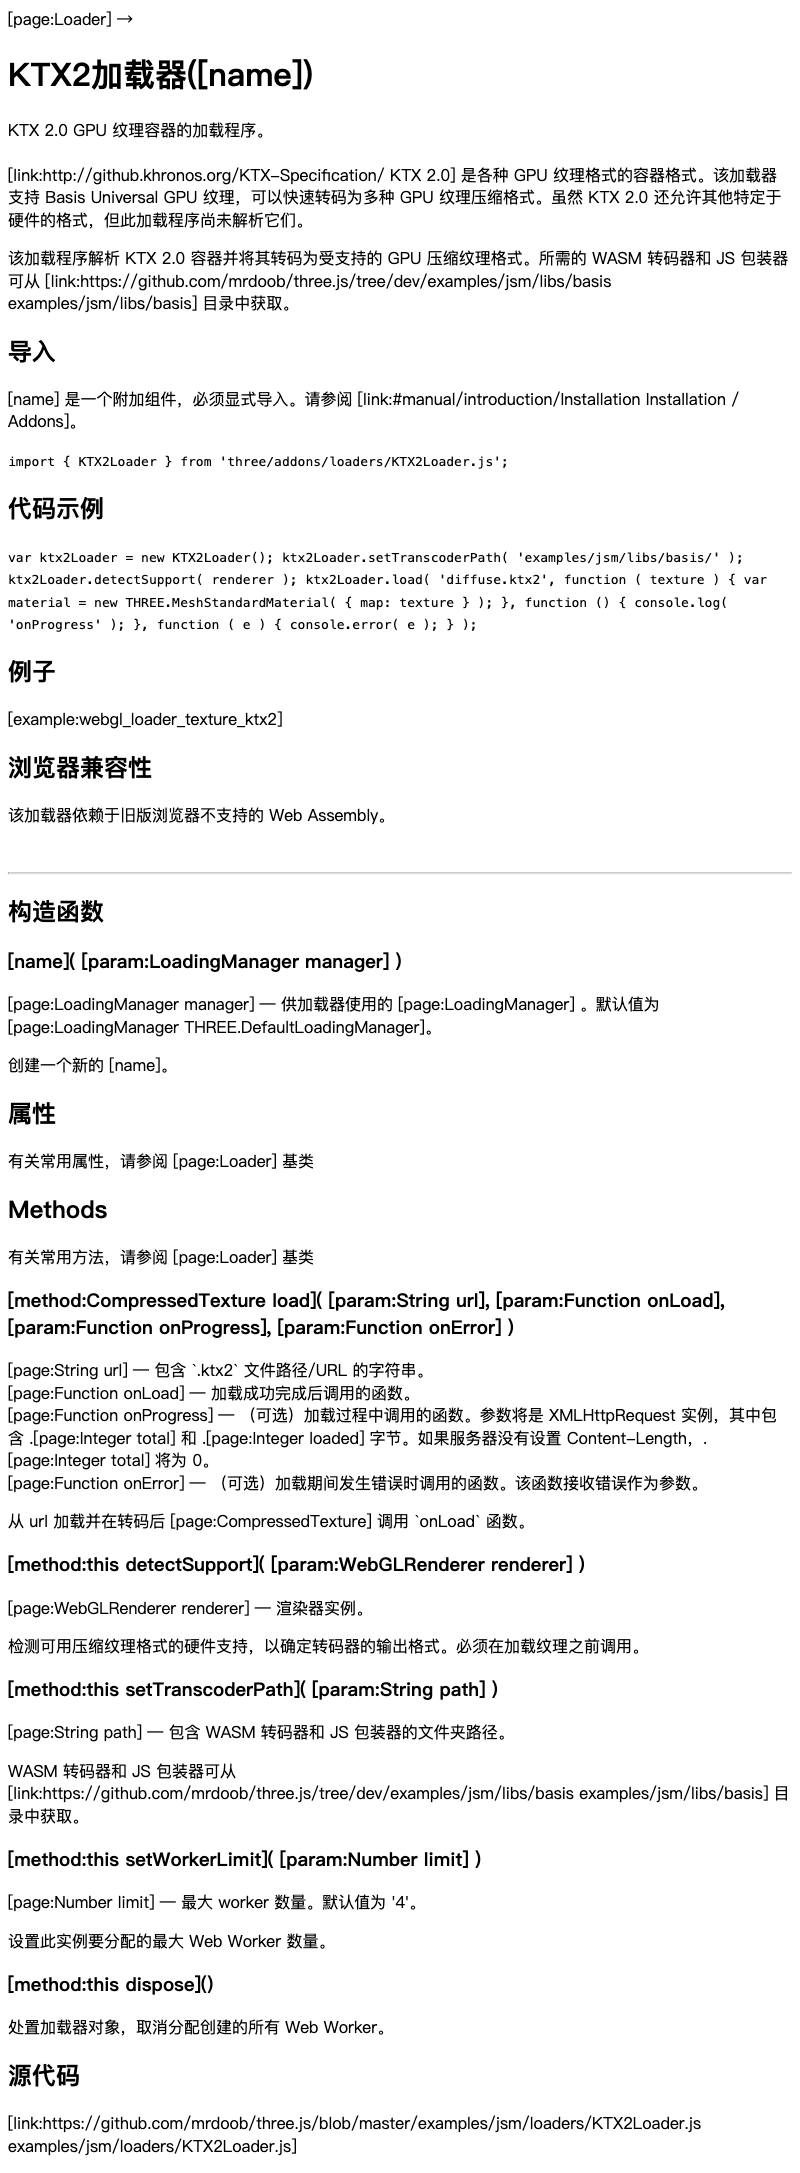 [page:Loader] →
KTX2加载器([name])
KTX 2.0 GPU 纹理容器的加载程序。
[link:http://github.khronos.org/KTX-Specification/ KTX 2.0] 是各种 GPU 纹理格式的容器格式。该加载器
支持 Basis Universal GPU 纹理，可以快速转码为多种 GPU 纹理压缩格式。虽然 KTX 2.0 还允许其他特定于
硬件的格式，但此加载程序尚未解析它们。
该加载程序解析 KTX 2.0 容器并将其转码为受支持的 GPU 压缩纹理格式。所需的 WASM 转码器和 JS 包装器
可从 [link:https://github.com/mrdoob/three.js/tree/dev/examples/jsm/libs/basis
examples/jsm/libs/basis] 目录中获取。
导入
[name] 是一个附加组件，必须显式导入。请参阅 [link:#manual/introduction/Installation Installation /
Addons]。
import { KTX2Loader } from 'three/addons/loaders/KTX2Loader.js';
代码示例
var ktx2Loader = new KTX2Loader(); ktx2Loader.setTranscoderPath( 'examples/jsm/libs/basis/' );
ktx2Loader.detectSupport( renderer ); ktx2Loader.load( 'diffuse.ktx2', function ( texture ) { var
material = new THREE.MeshStandardMaterial( { map: texture } ); }, function () { console.log(
'onProgress' ); }, function ( e ) { console.error( e ); } );
例子
[example:webgl_loader_texture_ktx2]
浏览器兼容性
该加载器依赖于旧版浏览器不支持的 Web Assembly。
构造函数
[name]( [param:LoadingManager manager] )
[page:LoadingManager manager] — 供加载器使用的 [page:LoadingManager] 。默认值为
[page:LoadingManager THREE.DefaultLoadingManager]。
创建一个新的 [name]。
属性
有关常用属性，请参阅 [page:Loader] 基类
Methods
有关常用方法，请参阅 [page:Loader] 基类
[method:CompressedTexture load]( [param:String url], [param:Function onLoad],
[param:Function onProgress], [param:Function onError] )
[page:String url] — 包含 `.ktx2` 文件路径/URL 的字符串。
[page:Function onLoad] — 加载成功完成后调用的函数。
[page:Function onProgress] — （可选）加载过程中调用的函数。参数将是 XMLHttpRequest 实例，其中包
含 .[page:Integer total] 和 .[page:Integer loaded] 字节。如果服务器没有设置 Content-Length，.
[page:Integer total] 将为 0。
[page:Function onError] — （可选）加载期间发生错误时调用的函数。该函数接收错误作为参数。
从 url 加载并在转码后 [page:CompressedTexture] 调用 `onLoad` 函数。
[method:this detectSupport]( [param:WebGLRenderer renderer] )
[page:WebGLRenderer renderer] — 渲染器实例。
检测可用压缩纹理格式的硬件支持，以确定转码器的输出格式。必须在加载纹理之前调用。
[method:this setTranscoderPath]( [param:String path] )
[page:String path] — 包含 WASM 转码器和 JS 包装器的文件夹路径。
WASM 转码器和 JS 包装器可从
[link:https://github.com/mrdoob/three.js/tree/dev/examples/jsm/libs/basis examples/jsm/libs/basis] 目
录中获取。
[method:this setWorkerLimit]( [param:Number limit] )
[page:Number limit] — 最大 worker 数量。默认值为 '4'。
设置此实例要分配的最大 Web Worker 数量。
[method:this dispose]()
处置加载器对象，取消分配创建的所有 Web Worker。
源代码
[link:https://github.com/mrdoob/three.js/blob/master/examples/jsm/loaders/KTX2Loader.js
examples/jsm/loaders/KTX2Loader.js]